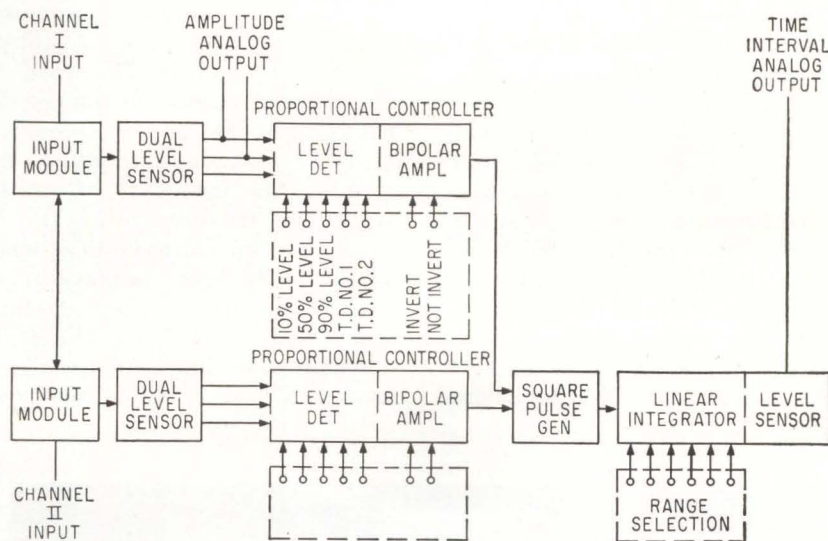 CHANNEL
I
INPUT
AMPLITUDE
ANALOG
OUTPUT
TIME
INTERVAL
ANALOG
OUTPUT
PROPORTIONAL CONTROLLER
INPUT
MODULE
DUAL
LEVEL
SENSOR
LEVEL
DET
BIPOLAR
AMPL
10% LEVEL
50% LEVEL
90% LEVEL
T.D.NO.1
T.D.NO.2
INVERT
NOT INVERT
PROPORTIONAL CONTROLLER
INPUT
MODULE
DUAL
LEVEL
SENSOR
LEVEL
DET
BIPOLAR
AMPL
SQUARE
PULSE
GEN
LINEAR
INTEGRATOR
LEVEL
SENSOR
CHANNEL
II
INPUT
RANGE
SELECTION